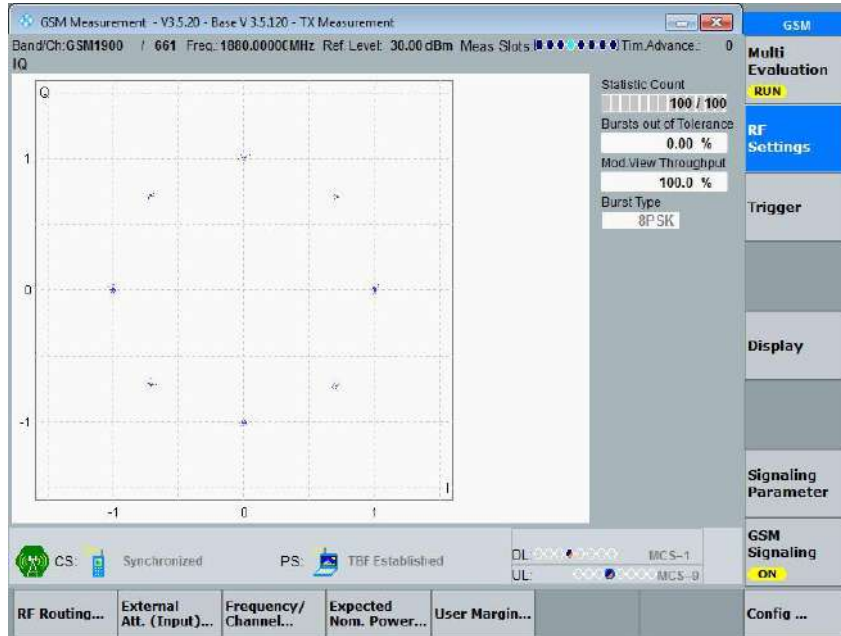 GSM Measurement - V3.5.20 - Base V 3.5.120 - TX Measurement
GSM
Band/Ch:GSM1900 / 661 Freq.:1880.00000MHz Ref. Level: 30.00 dBm Meas Slots Tim.Advance.: 0
IQ
Multi
Evaluation
RUN
Q
Statistic Count
100 / 100
Bursts out of Tolerance
0.00 %
Mod.View Throughput
100.0 %
Burst Type
8PSK
RF
Settings
Trigger
Display
Signaling
Parameter
GSM
Signaling
ON
1
0
-1
I
-1 0 1
CS: Synchronized PS: TBF Established
DL: MCS-1
UL: MCS-9
RF Routing...
External
Att. (Input)...
Frequency/
Channel...
Expected
Nom. Power...
User Margin...
Config ...